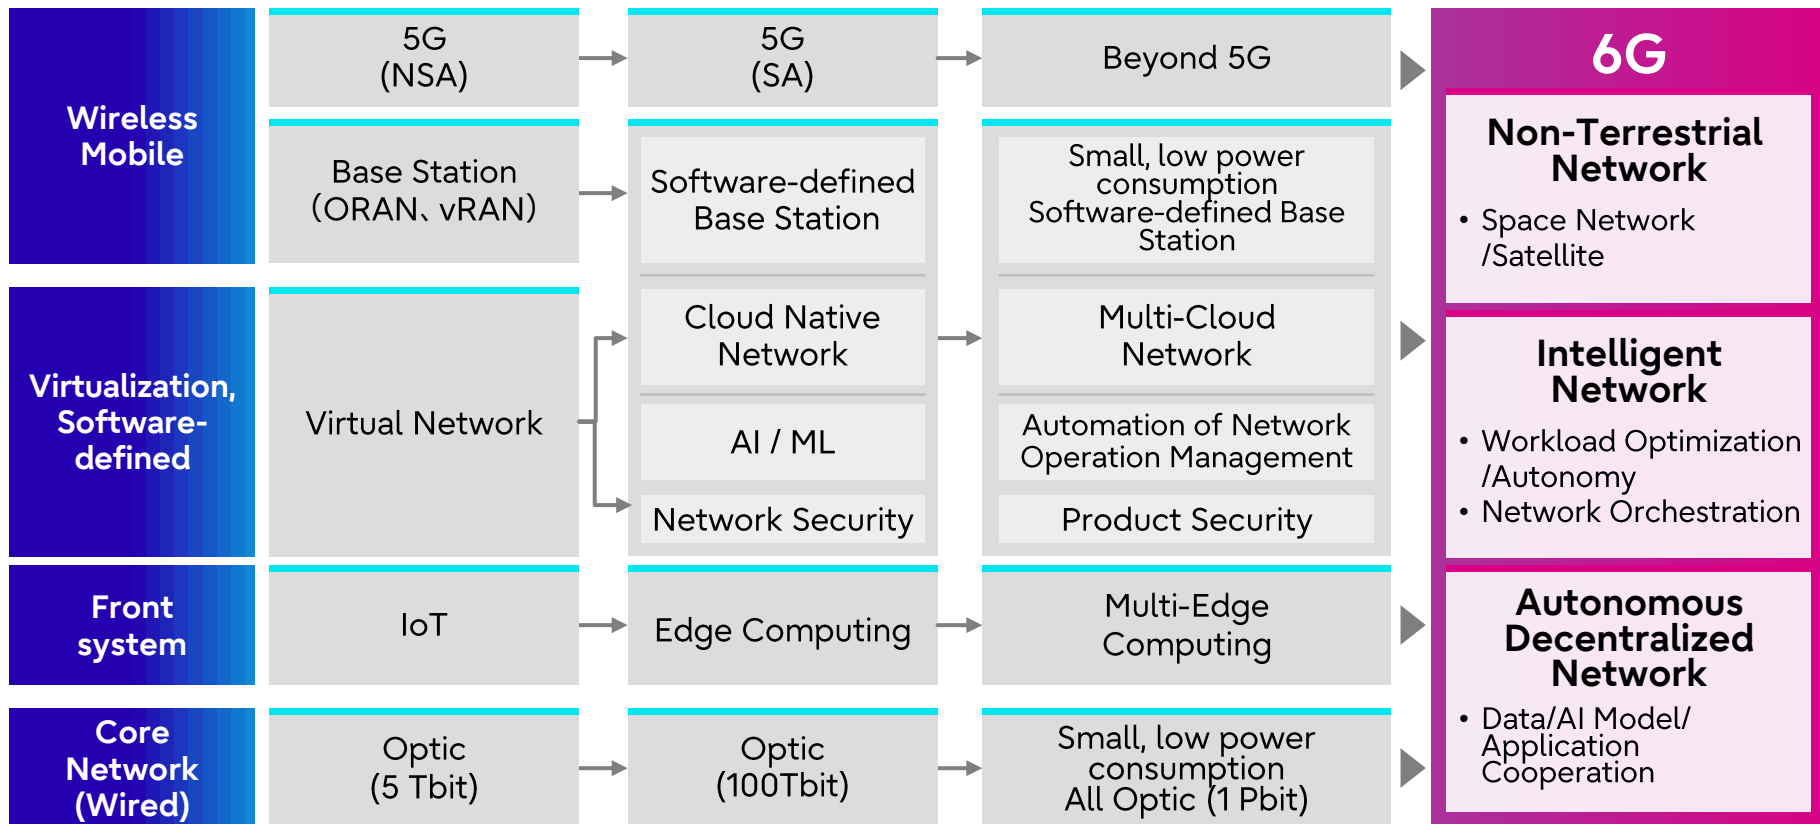 Wireless
Mobile
5G
(NSA)
5G
(SA)
Beyond 5G
Base Station
(ORAN、vRAN)
Software-defined
Base Station
Small, low power
consumption
Software-defined Base
Station
Virtualization,
Software-
defined
Virtual Network
Cloud Native
Network
Multi-Cloud
Network
AI / ML
Automation of Network
Operation Management
Network Security
Product Security
Front
system
IoT
Edge Computing
Multi-Edge
Computing
Core
Network
(Wired)
Optic
(5 Tbit)
Optic
(100Tbit)
Small, low power
consumption
All Optic (1 Pbit)
6G
Non-Terrestrial
Network
• Space Network
/Satellite
Intelligent
Network
• Workload Optimization
/Autonomy
• Network Orchestration
Autonomous
Decentralized
Network
• Data/AI Model/
Application
Cooperation